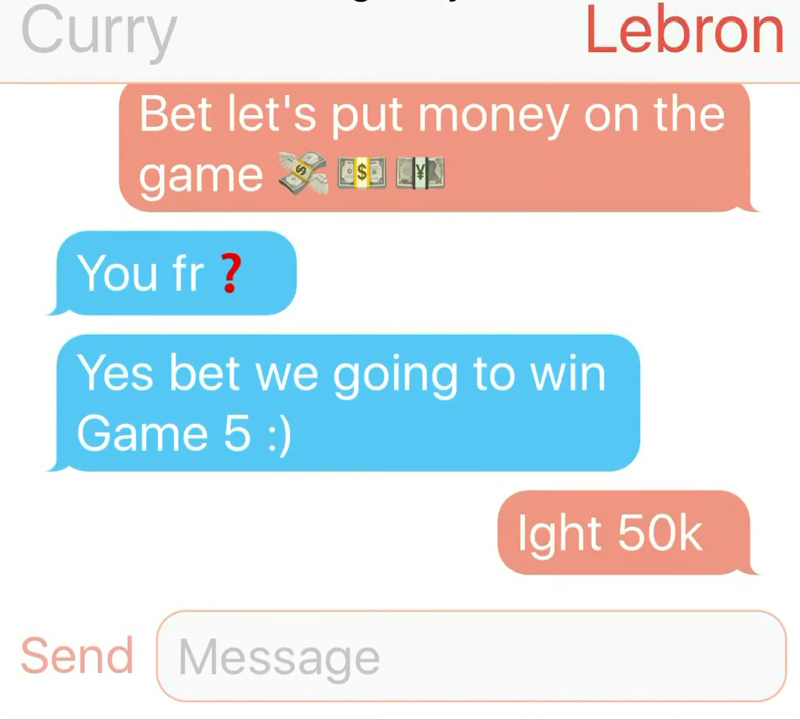 Curry
Lebron
Bet let's put money on the
game 💸 💵 💴
You fr ❓
Yes bet we going to win
Game 5 :)
Ight 50k
Send
Message